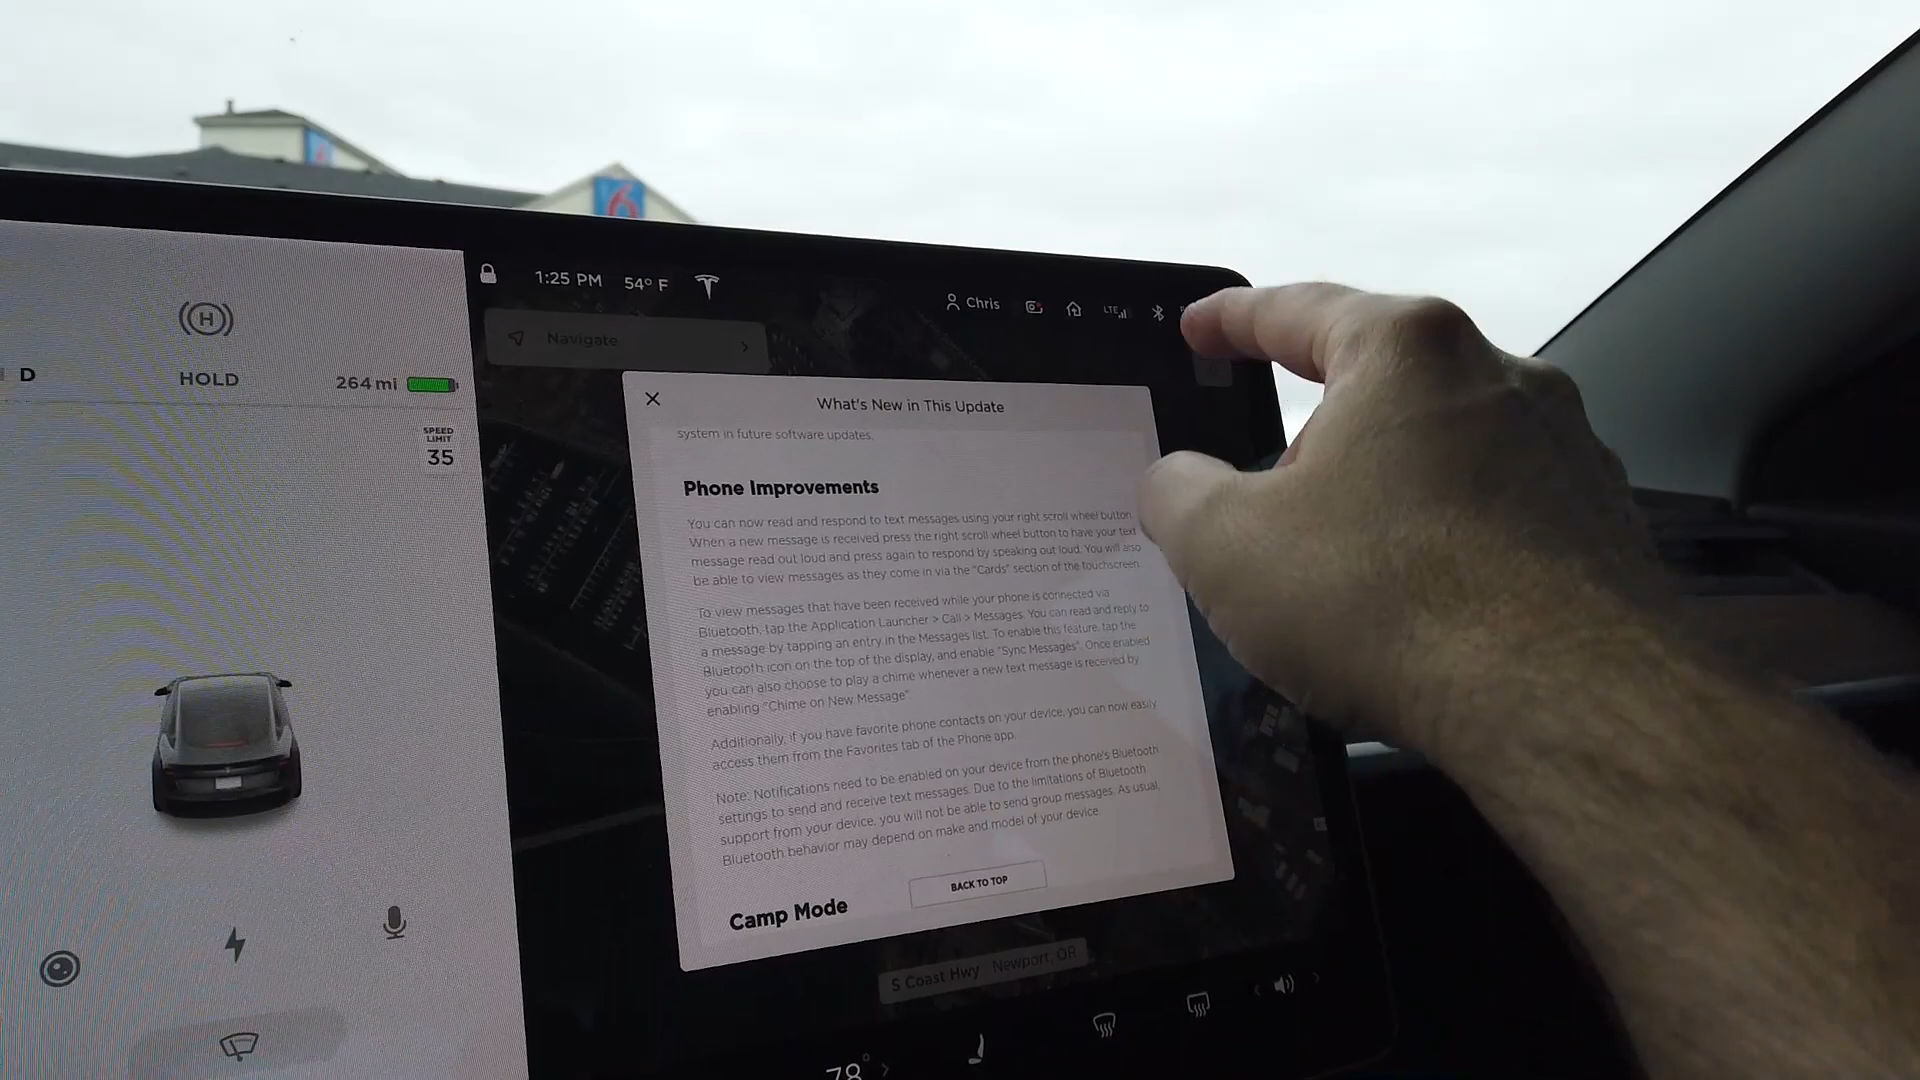 6
1:25 PM 54° F
Chris
LTE
Navigate
H
D
HOLD
264 mi
SPEED
LIMIT
35
What's New in This Update
system in future software updates.
Phone Improvements
You can now read and respond to text messages using your right scroll wheel button.
When a new message is received press the right scroll wheel button to have your text
message read out loud and press again to respond by speaking out loud. You will also
be able to view messages as they come in via the "Cards" section of the touchscreen.
To view messages that have been received while your phone is connected via
Bluetooth, tap the Application Launcher > Call > Messages. You can read and reply to
a message by tapping an entry in the Messages list. To enable this feature, tap the
Bluetooth icon on the top of the display, and enable "Sync Messages". Once enabled
you can also choose to play a chime whenever a new text message is received by
enabling "Chime on New Message"
Additionally, if you have favorite phone contacts on your device, you can now easily
access them from the Favorites tab of the Phone app.
Note: Notifications need to be enabled on your device from the phone's Bluetooth
settings to send and receive text messages. Due to the limitations of Bluetooth
support from your device, you will not be able to send group messages. As usual,
Bluetooth behavior may depend on make and model of your device.
BACK TO TOP
Camp Mode
S Coast Hwy Newport, OR
78°